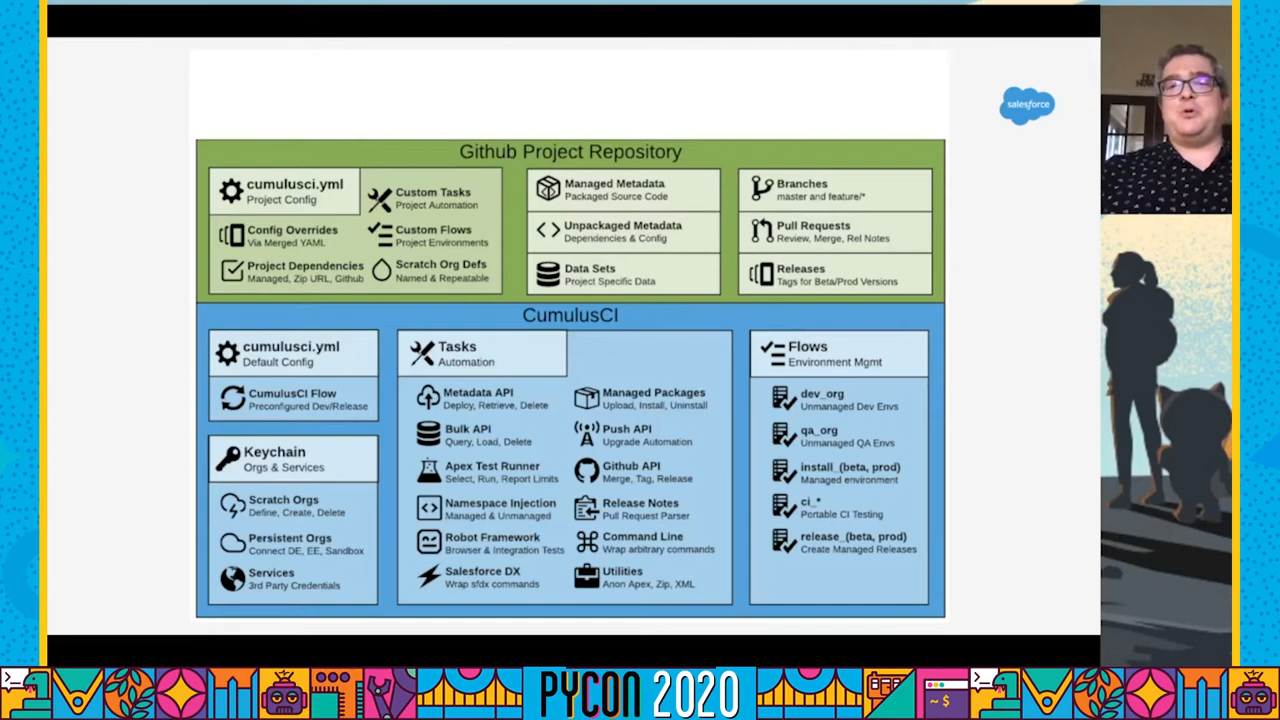 salesforce
Github Project Repository
cumulusci.yml
Project Config
Custom Tasks
Project Automation
Config Overrides
Via Merged YAML
Custom Flows
Project Environments
Project Dependencies
Managed, Zip URL, Github
Scratch Org Defs
Named & Repeatable
Managed Metadata
Packaged Source Code
Unpackaged Metadata
Dependencies & Config
Data Sets
Project Specific Data
Branches
master and feature/*
Pull Requests
Review, Merge, Rel Notes
Releases
Tags for Beta/Prod Versions
CumulusCI
cumulusci.yml
Default Config
CumulusCI Flow
Preconfigured Dev/Release
Keychain
Orgs & Services
Scratch Orgs
Define, Create, Delete
Persistent Orgs
Connect DE, EE, Sandbox
Services
3rd Party Credentials
Tasks
Automation
Metadata API
Deploy, Retrieve, Delete
Bulk API
Query, Load, Delete
Apex Test Runner
Select, Run, Report Limits
Namespace Injection
Managed & Unmanaged
Robot Framework
Browser & Integration Tests
Salesforce DX
Wrap sfdx commands
Managed Packages
Upload, Install, Uninstall
Push API
Upgrade Automation
Github API
Merge, Tag, Release
Release Notes
Pull Request Parser
Command Line
Wrap arbitrary commands
Utilities
Anon Apex, Zip, XML
Flows
Environment Mgmt
dev_org
Unmanaged Dev Envs
qa_org
Unmanaged QA Envs
install_(beta, prod)
Managed environment
ci_*
Portable CI Testing
release_(beta, prod)
Create Managed Releases
PYCON 2020
~$